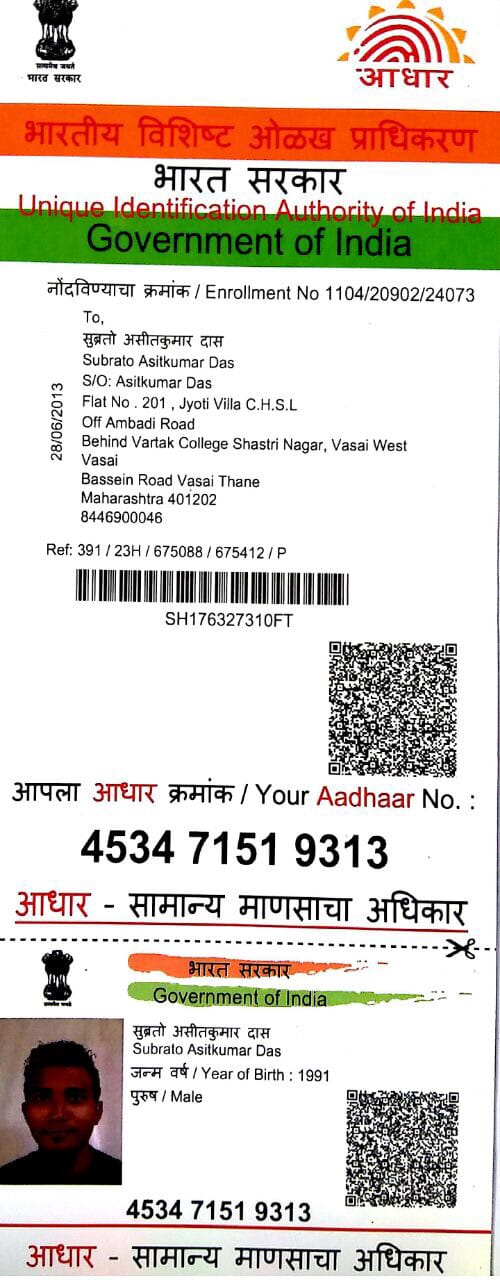 सत्यमेव जयते
भारत सरकार
आधार
भारतीय विशिष्ट ओळख प्राधिकरण
भारत सरकार
Unique Identification Authority of India
Government of India
नोंदविण्याचा क्रमांक / Enrollment No 1104/20902/24073
To,
सुब्रतो असीतकुमार दास
Subrato Asitkumar Das
S/O: Asitkumar Das
Flat No . 201 , Jyoti Villa C.H.S.L
Off Ambadi Road
Behind Vartak College Shastri Nagar, Vasai West
Vasai
Bassein Road Vasai Thane
Maharashtra 401202
8446900046
28/06/2013
Ref: 391 / 23H / 675088 / 675412 / P
SH176327310FT
आपला आधार क्रमांक / Your Aadhaar No. :
4534 7151 9313
आधार - सामान्य माणसाचा अधिकार
भारत सरकार
Government of India
सुब्रतो असीतकुमार दास
Subrato Asitkumar Das
जन्म वर्ष / Year of Birth : 1991
पुरुष / Male
4534 7151 9313
आधार - सामान्य माणसाचा अधिकार